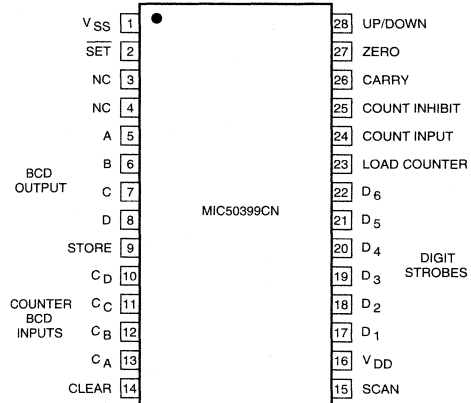 VSS 1
SET 2
NC 3
NC 4
A 5
B 6
C 7
D 8
BCD
OUTPUT
STORE 9
CD 10
CC 11
CB 12
CA 13
COUNTER
BCD
INPUTS
CLEAR 14
MIC50399CN
28 UP/DOWN
27 ZERO
26 CARRY
25 COUNT INHIBIT
24 COUNT INPUT
23 LOAD COUNTER
22 D6
21 D5
20 D4
19 D3
18 D2
17 D1
DIGIT
STROBES
16 VDD
15 SCAN